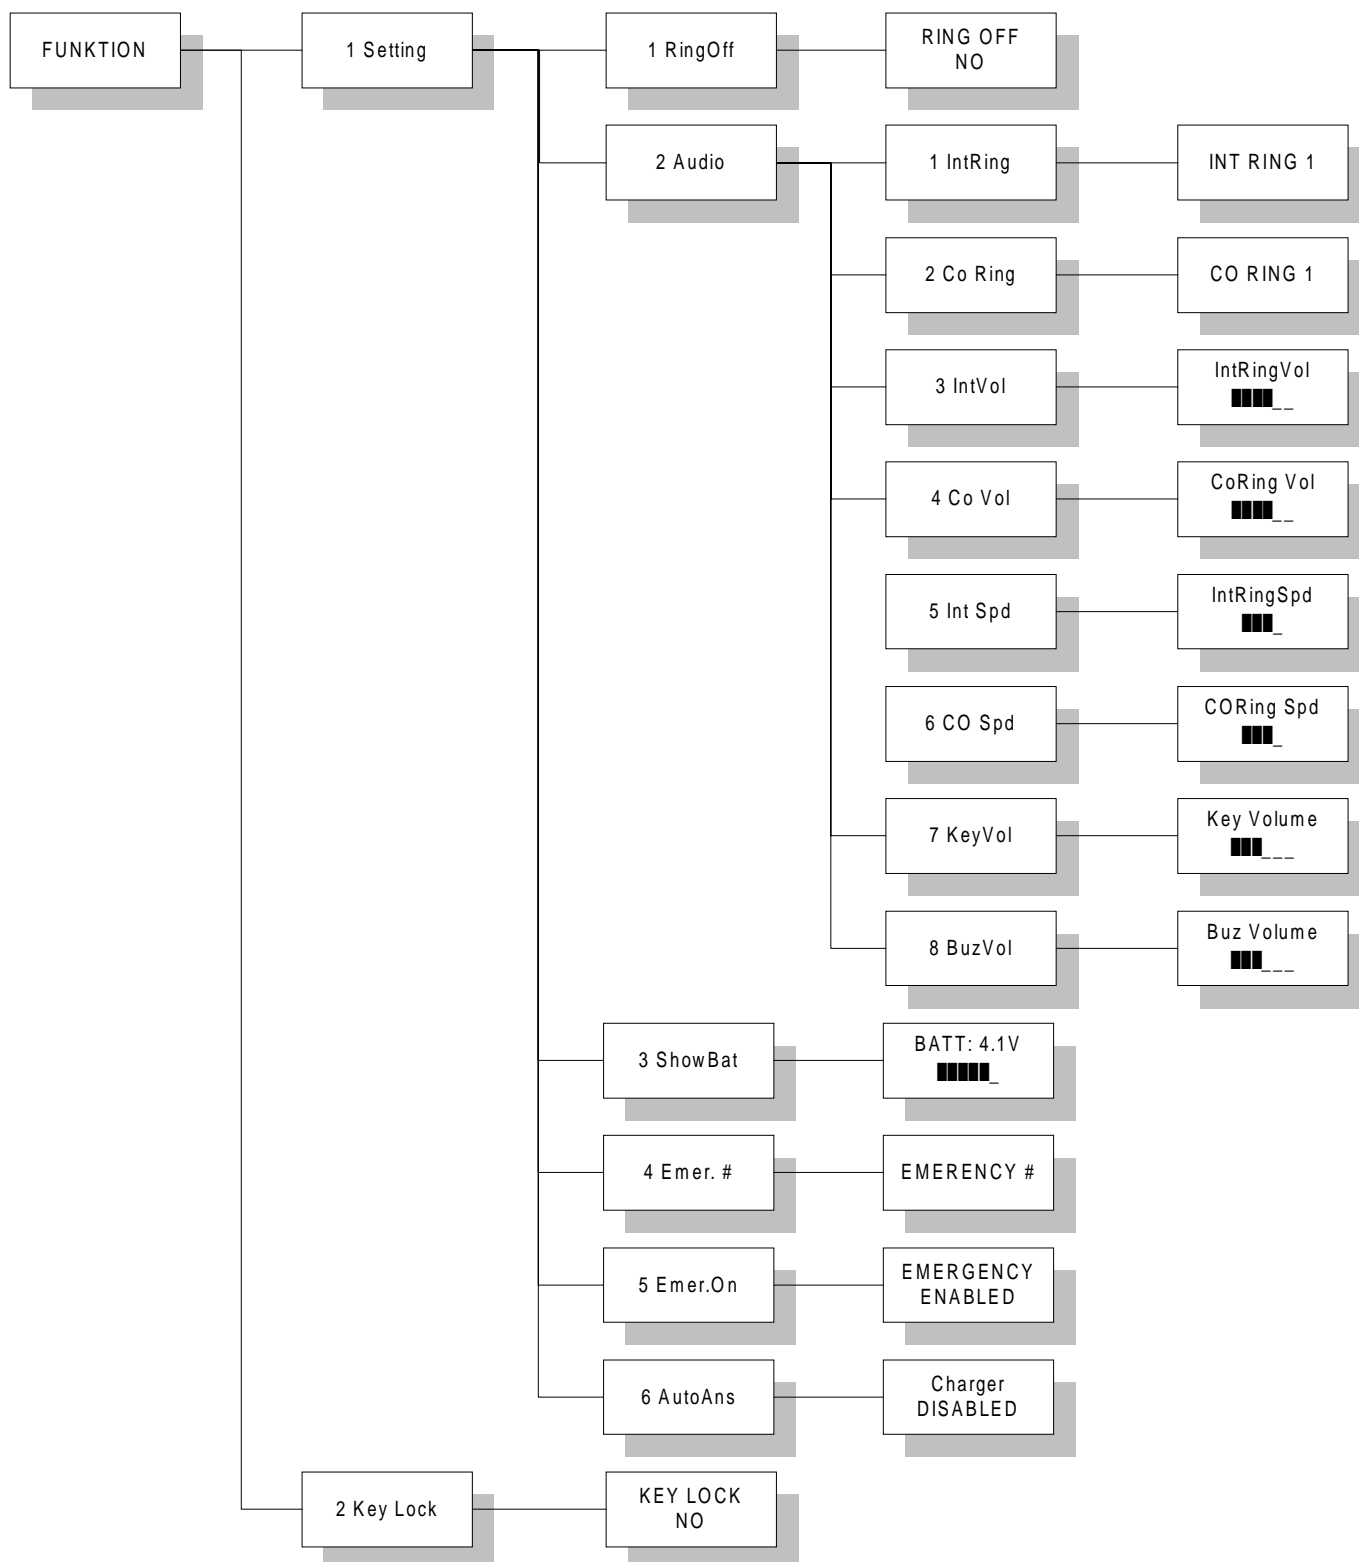 FUNKTION
1 Setting
1 RingOff
RING OFF
NO
2 Audio
1 IntRing
INT RING 1
2 Co Ring
CO RING 1
3 IntVol
IntRingVol
████_ _
4 Co Vol
CoRing Vol
████_ _
5 Int Spd
IntRingSpd
███_
6 CO Spd
CORing Spd
███_
7 KeyVol
Key Volume
███_ _ _
8 BuzVol
Buz Volume
███_ _ _
3 ShowBat
BATT: 4.1V
█████_
4 Emer. #
EMERENCY #
5 Emer.On
EMERGENCY
ENABLED
6 AutoAns
Charger
DISABLED
2 Key Lock
KEY LOCK
NO